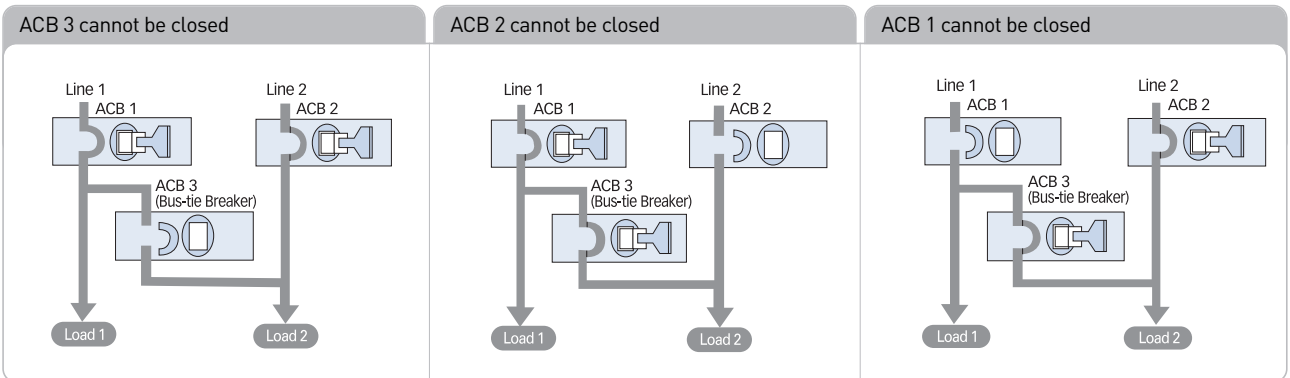 ACB 3 cannot be closed
Line 1
Line 2
ACB 1
ACB 2
ACB 3
(Bus-tie Breaker)
Load 1
Load 2
ACB 2 cannot be closed
Line 1
Line 2
ACB 1
ACB 2
ACB 3
(Bus-tie Breaker)
Load 1
Load 2
ACB 1 cannot be closed
Line 1
Line 2
ACB 1
ACB 2
ACB 3
(Bus-tie Breaker)
Load 1
Load 2